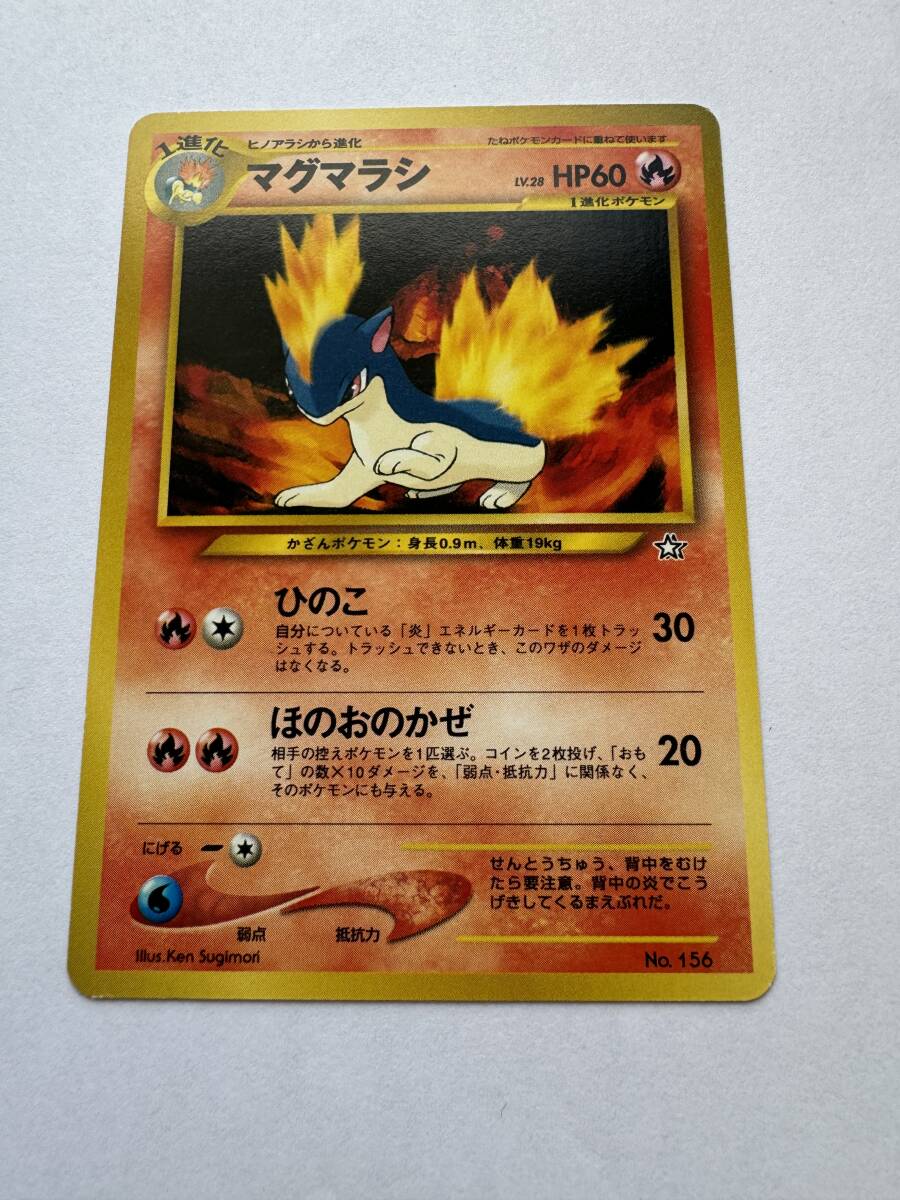 1進化
ヒノアラシから進化
たねポケモンカードに重ねて使います
マグマラシ
LV.28 HP60
1進化ポケモン
かざんポケモン：身長0.9m、体重19kg
ひのこ
自分についている「炎」エネルギーカードを1枚トラッ
シュする。トラッシュできないとき、このワザのダメージ
はなくなる。
30
ほのおのかぜ
相手の控えポケモンを1匹選ぶ。コインを2枚投げ、「おも
て」の数×10ダメージを、「弱点・抵抗力」に関係なく、
そのポケモンにも与える。
20
にげる
弱点
抵抗力
せんとうちゅう、背中をむけ
たら要注意。背中の炎でこう
げきしてくるまえぶれだ。
Illus.Ken Sugimori
No. 156